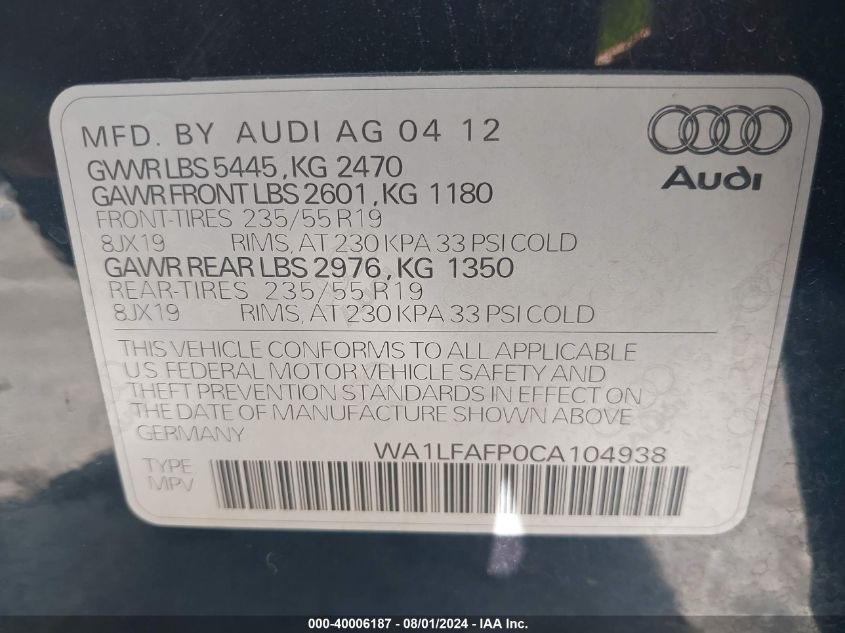 MFD. BY AUDI AG 04 12
GVWR LBS 5445, KG 2470
GAWR FRONT LBS 2601, KG 1180
FRONT-TIRES 235/55 R19
8JX19 RIMS, AT 230 KPA 33 PSI COLD
GAWR REAR LBS 2976, KG 1350
REAR-TIRES 235/55 R19
8JX19 RIMS, AT 230 KPA 33 PSI COLD
Audi
THIS VEHICLE CONFORMS TO ALL APPLICABLE
U.S. FEDERAL MOTOR VEHICLE SAFETY AND
THEFT PREVENTION STANDARDS IN EFFECT ON
THE DATE OF MANUFACTURE SHOWN ABOVE
GERMANY
WA1LFAFP0CA104938
TYPE
MPV
000-40006187 - 08/01/2024 - IAA Inc.